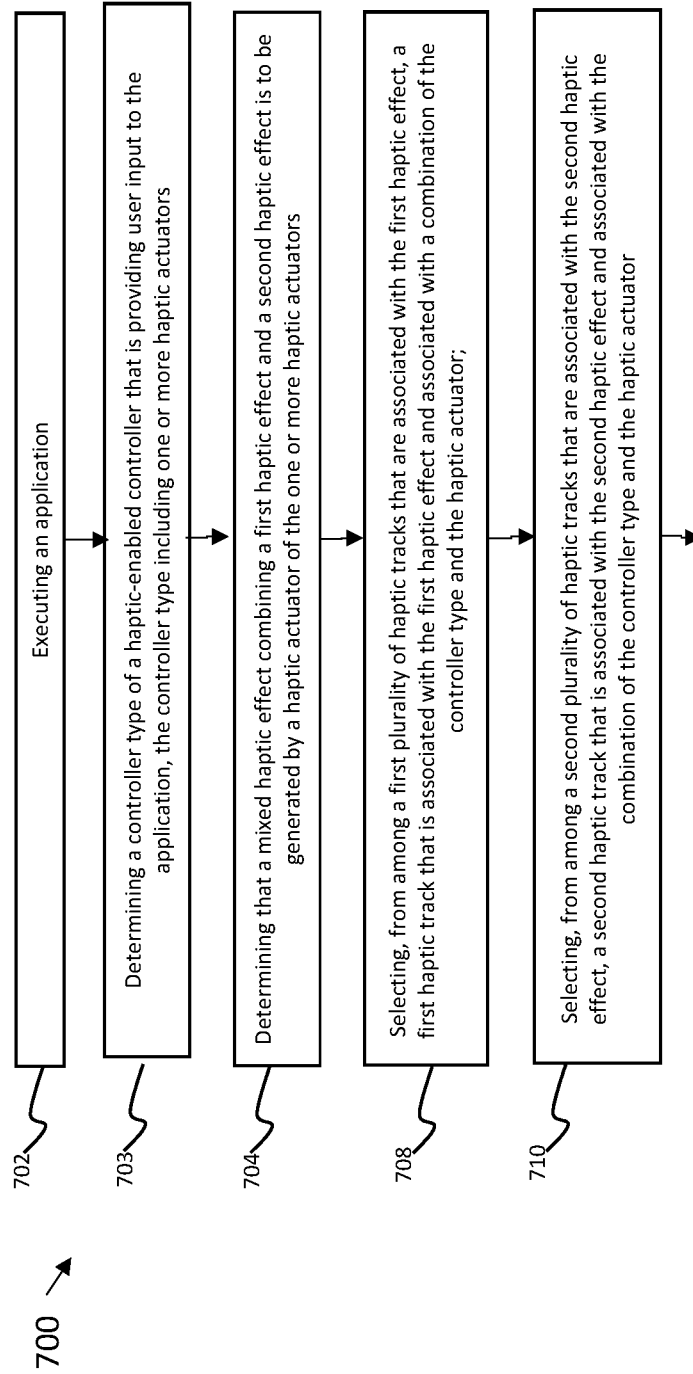 700
702
Executing an application
703
Determining a controller type of a haptic-enabled controller that is providing user input to the
application, the controller type including one or more haptic actuators
704
Determining that a mixed haptic effect combining a first haptic effect and a second haptic effect is to be
generated by a haptic actuator of the one or more haptic actuators
708
Selecting, from among a first plurality of haptic tracks that are associated with the first haptic effect, a
first haptic track that is associated with the first haptic effect and associated with a combination of the
controller type and the haptic actuator;
710
Selecting, from among a second plurality of haptic tracks that are associated with the second haptic
effect, a second haptic track that is associated with the second haptic effect and associated with the
combination of the controller type and the haptic actuator